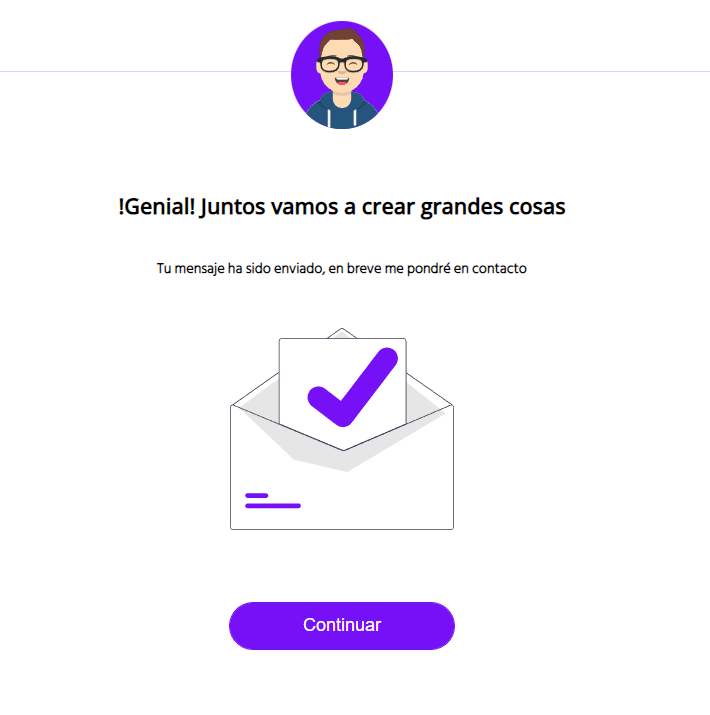 !Genial! Juntos vamos a crear grandes cosas
Tu mensaje ha sido enviado, en breve me pondré en contacto
Continuar